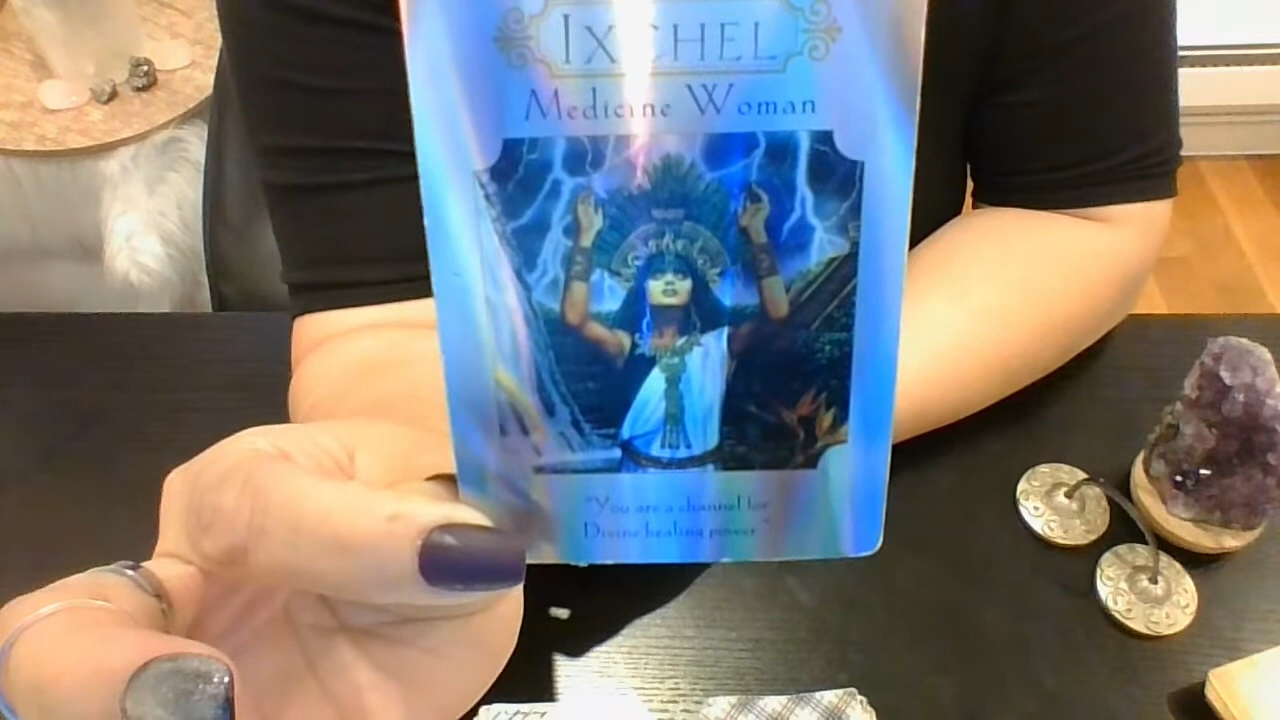 IXCHEL
Medicine Woman
"You are a channel for
Divine healing power."